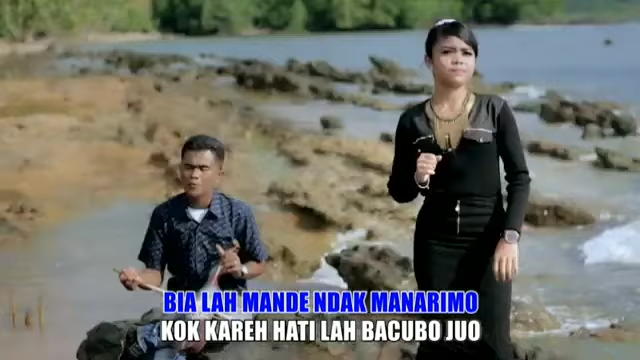 BIA LAH MANDE NDAK MANARIMO
KOK KAREH HATI LAH BACUBO JUO